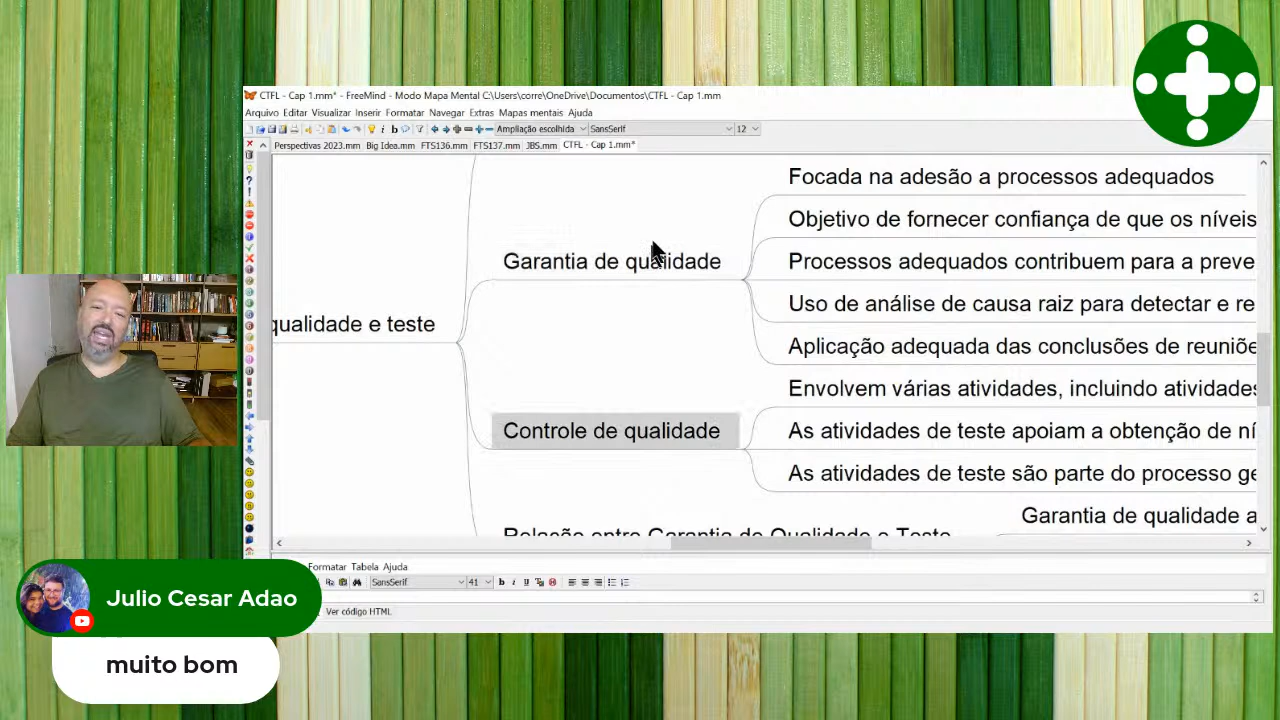 CTFL - Cap 1.mm* - FreeMind - Modo Mapa Mental C:\Users\corre\OneDrive\Documentos\CTFL - Cap 1.mm
Arquivo Editar Visualizar Inserir Formatar Navegar Extras Mapas mentais Ajuda
Ampliação escolhida SansSerif 12
Perspectivas 2023.mm Big Idea.mm FTS136.mm FTS137.mm JBS.mm CTFL - Cap 1.mm*
Focada na adesão a processos adequados
Objetivo de fornecer confiança de que os níveis
Garantia de qualidade
Processos adequados contribuem para a preve
Uso de análise de causa raiz para detectar e re
qualidade e teste
Aplicação adequada das conclusões de reuniõe
Envolvem várias atividades, incluindo atividades
Controle de qualidade
As atividades de teste apoiam a obtenção de ní
As atividades de teste são parte do processo ge
Garantia de qualidade a
Relação entre Garantia de Qualidade e Teste
Formatar Tabela Ajuda
SansSerif 41
Ver código HTML
Julio Cesar Adao
muito bom